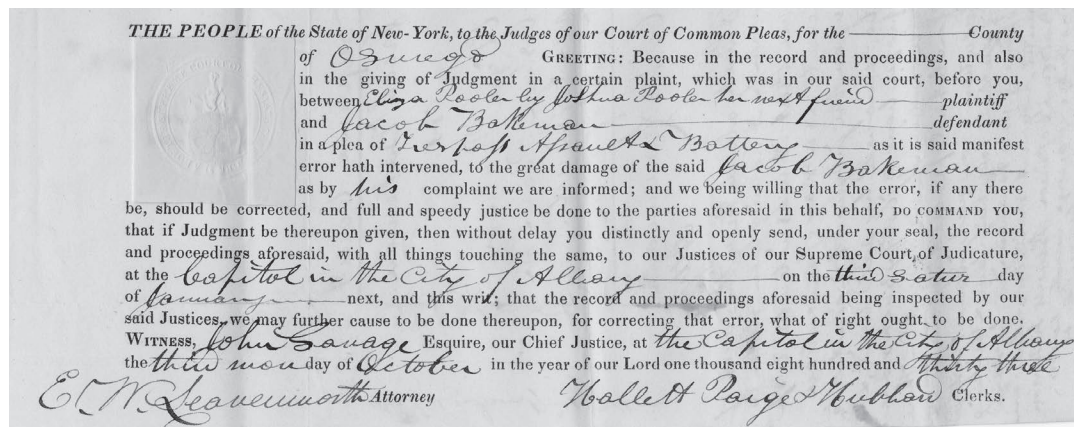 THE PEOPLE of the State of New-York, to the Judges of our Court of Common Pleas, for the County
of Oswego GREETING: Because in the record and proceedings, and also
in the giving of Judgment in a certain plaint, which was in our said court, before you,
between Eliza Pooler by Joshua Pooler her next friend plaintiff
and Jacob Bakeman defendant
in a plea of Trespass Assault & Battery as it is said manifest
error hath intervened, to the great damage of the said Jacob Bakeman
as by his complaint we are informed; and we being willing that the error, if any there
be, should be corrected, and full and speedy justice be done to the parties aforesaid in this behalf, DO COMMAND YOU,
that if Judgment be thereupon given, then without delay you distinctly and openly send, under your seal, the record
and proceedings aforesaid, with all things touching the same, to our Justices of our Supreme Court of Judicature,
at the Capitol in the City of Albany on the third Satur day
of January next, and this writ; that the record and proceedings aforesaid being inspected by our
said Justices, we may further cause to be done thereupon, for correcting that error, what of right ought to be done.
WITNESS, John Savage Esquire, our Chief Justice, at the Capitol in the City of Albany
the third mon day of October in the year of our Lord one thousand eight hundred and thirty three
E. W. Leavenworth Attorney Hallett Paige & Hubbard Clerks.